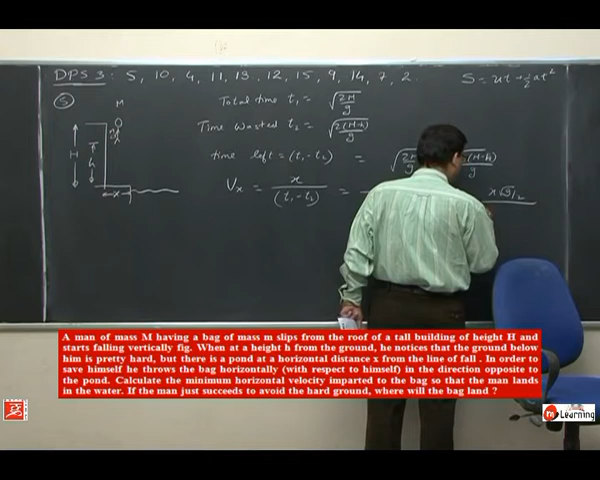 DPS 3 : 5, 10, 4, 11, 13, 12, 15, 9, 14, 7, 2.
S = ut + ½at²
5
M
Total time t₁ = √(2H/g)
Time wasted t₂ = √(2(H-h)/g)
H
h
time left = (t₁ - t₂) =
Vx = x/(t₁ - t₂) =
x√g/2
x
A man of mass M having a bag of mass m slips from the roof of a tall building of height H and
starts falling vertically fig. When at a height h from the ground, he notices that the ground below
him is pretty hard, but there is a pond at a horizontal distance x from the line of fall . In order to
save himself he throws the bag horizontally (with respect to himself) in the direction opposite to
the pond. Calculate the minimum horizontal velocity imparted to the bag so that the man lands
in the water. If the man just succeeds to avoid the hard ground, where will the bag land ?
Learning